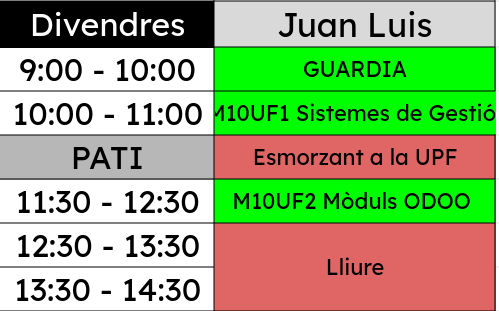 Divendres Juan Luis
9:00 - 10:00 GUARDIA
10:00 - 11:00 M10UF1 Sistemes de Gestió
PATI Esmorzant a la UPF
11:30 - 12:30 M10UF2 Mòduls ODOO
12:30 - 13:30
Lliure
13:30 - 14:30